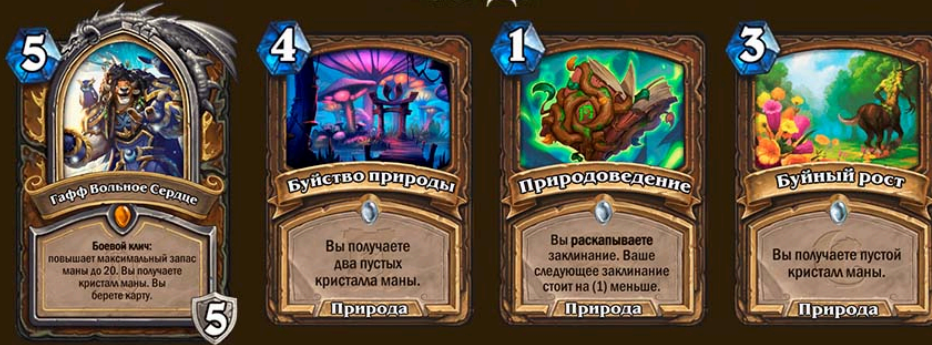 5
Гафф Вольное Сердце
Боевой клич:
повышает максимальный запас
маны до 20. Вы получаете
кристалл маны. Вы
берете карту.
5
4
Буйство природы
Вы получаете
два пустых
кристалла маны.
Природа
1
Природоведение
Вы раскапываете
заклинание. Ваше
следующее заклинание
стоит на (1) меньше.
Природа
3
Буйный рост
Вы получаете пустой
кристалл маны.
Природа